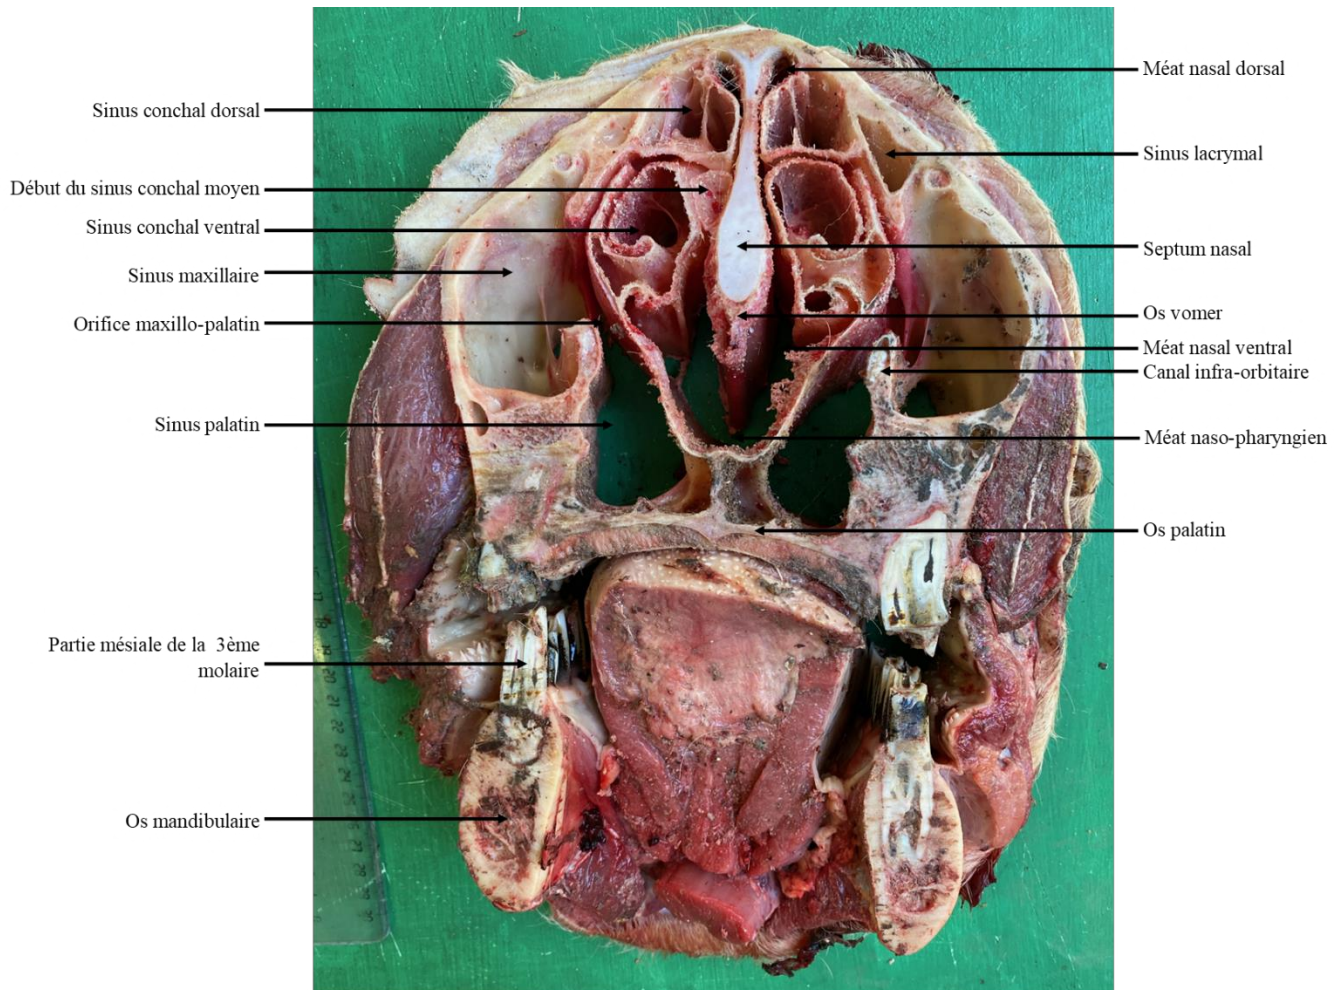 Sinus conchal dorsal
Début du sinus conchal moyen
Sinus conchal ventral
Sinus maxillaire
Orifice maxillo-palatin
Sinus palatin
Partie mésiale de la 3ème
molaire
Os mandibulaire
Méat nasal dorsal
Sinus lacrymal
Septum nasal
Os vomer
Méat nasal ventral
Canal infra-orbitaire
Méat naso-pharyngien
Os palatin